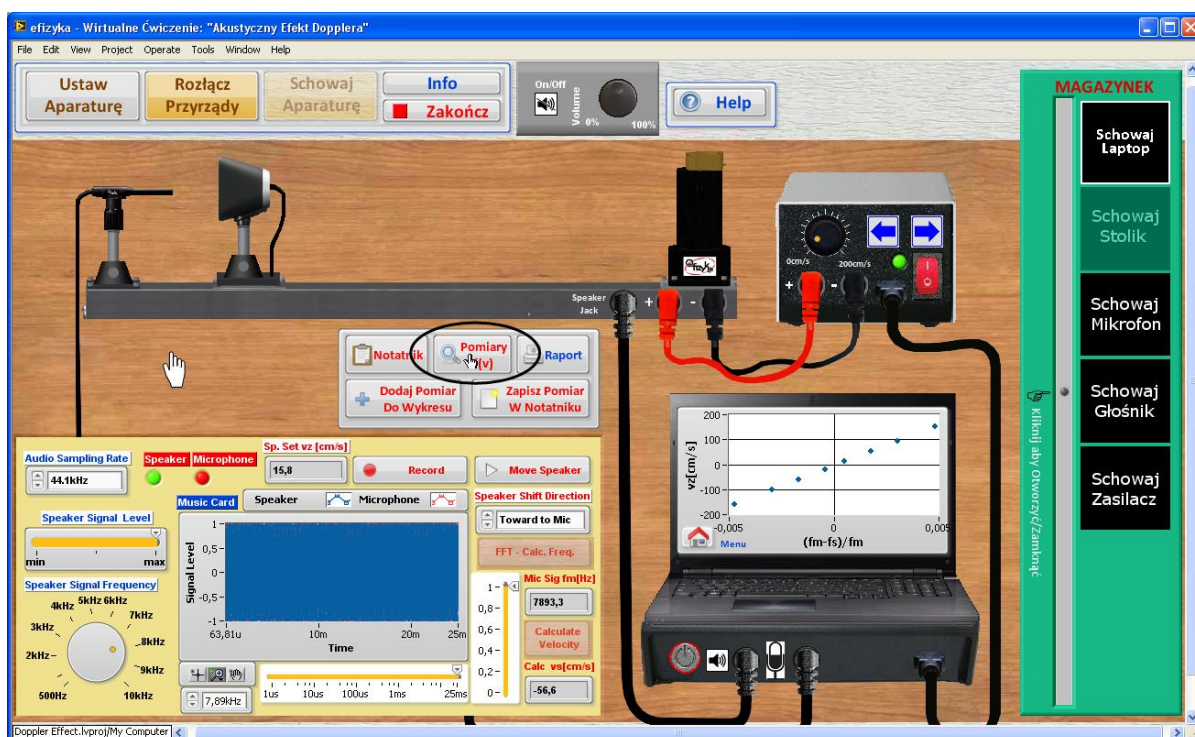 efizyka - Wirtualne Ćwiczenie: "Akustyczny Efekt Dopplera"
File Edit View Project Operate Tools Window Help
Ustaw
Aparaturę
Rozłącz
Przyrządy
Schowaj
Aparaturę
Info
Zakończ
On/Off
Volume
0%
100%
Help
MAGAZYNEK
Schowaj
Laptop
Schowaj
Stolik
Schowaj
Mikrofon
Schowaj
Głośnik
Schowaj
Zasilacz
Kliknij aby Otworzyć/Zamknąć
0cm/s
200cm/s
+ -
Speaker
Jack
+ -
Notatnik
Pomiary
(v)
Raport
Dodaj Pomiar
Do Wykresu
Zapisz Pomiar
W Notatniku
Audio Sampling Rate
44.1kHz
Speaker Microphone
Sp. Set vz [cm/s]
15,8
Record
Move Speaker
Music Card
Speaker
Microphone
Speaker Shift Direction
Toward to Mic
Speaker Signal Level
min max
FFT - Calc. Freq.
Signal Level
1
0,5
0
-0,5
-1
63,81u 10m 20m 25m
Time
Speaker Signal Frequency
500Hz
2kHz
3kHz
4kHz
5kHz
6kHz
7kHz
8kHz
9kHz
10kHz
7,89kHz
1us 10us 100us 1ms 25ms
1
0,8
0,6
0,4
0,2
0
Mic Sig fm[Hz]
7893,3
Calculate
Velocity
Calc vs[cm/s]
-56,6
vz[cm/s]
200
100
0
-100
-200
-0,005 0 0,005
(fm-fs)/fm
Menu
Doppler Effect.lvproj/My Computer